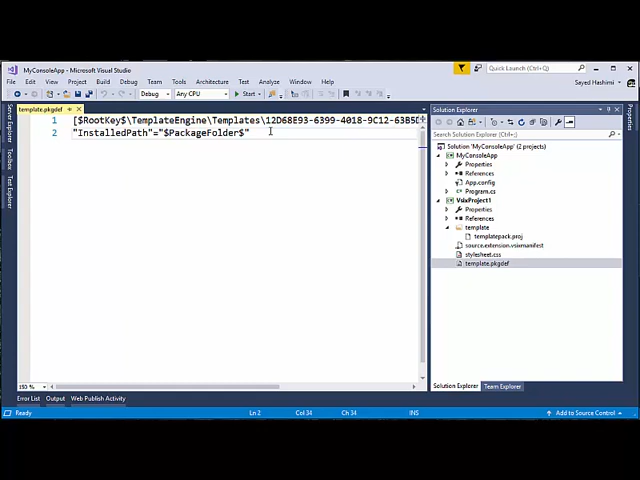 MyConsoleApp - Microsoft Visual Studio
Quick Launch (Ctrl+Q)
File Edit View Project Build Debug Team Tools Architecture Test Analyze Window Help
Sayed Hashimi
Debug Any CPU Start
template.pkgdef
Solution Explorer
1 [$RootKey$\TemplateEngine\Templates\12D68E93-6399-4018-9C12-63B5D
2 "InstalledPath"="$PackageFolder$"
Search Solution Explorer (Ctrl+;)
Solution 'MyConsoleApp' (2 projects)
MyConsoleApp
Properties
References
App.config
Program.cs
VsixProject1
Properties
References
template
templatepack.proj
source.extension.vsixmanifest
stylesheet.css
template.pkgdef
Server Explorer
Toolbox
Test Explorer
Properties
150 %
Solution Explorer Team Explorer
Error List Output Web Publish Activity
Ready Ln 2 Col 34 Ch 34 INS Add to Source Control